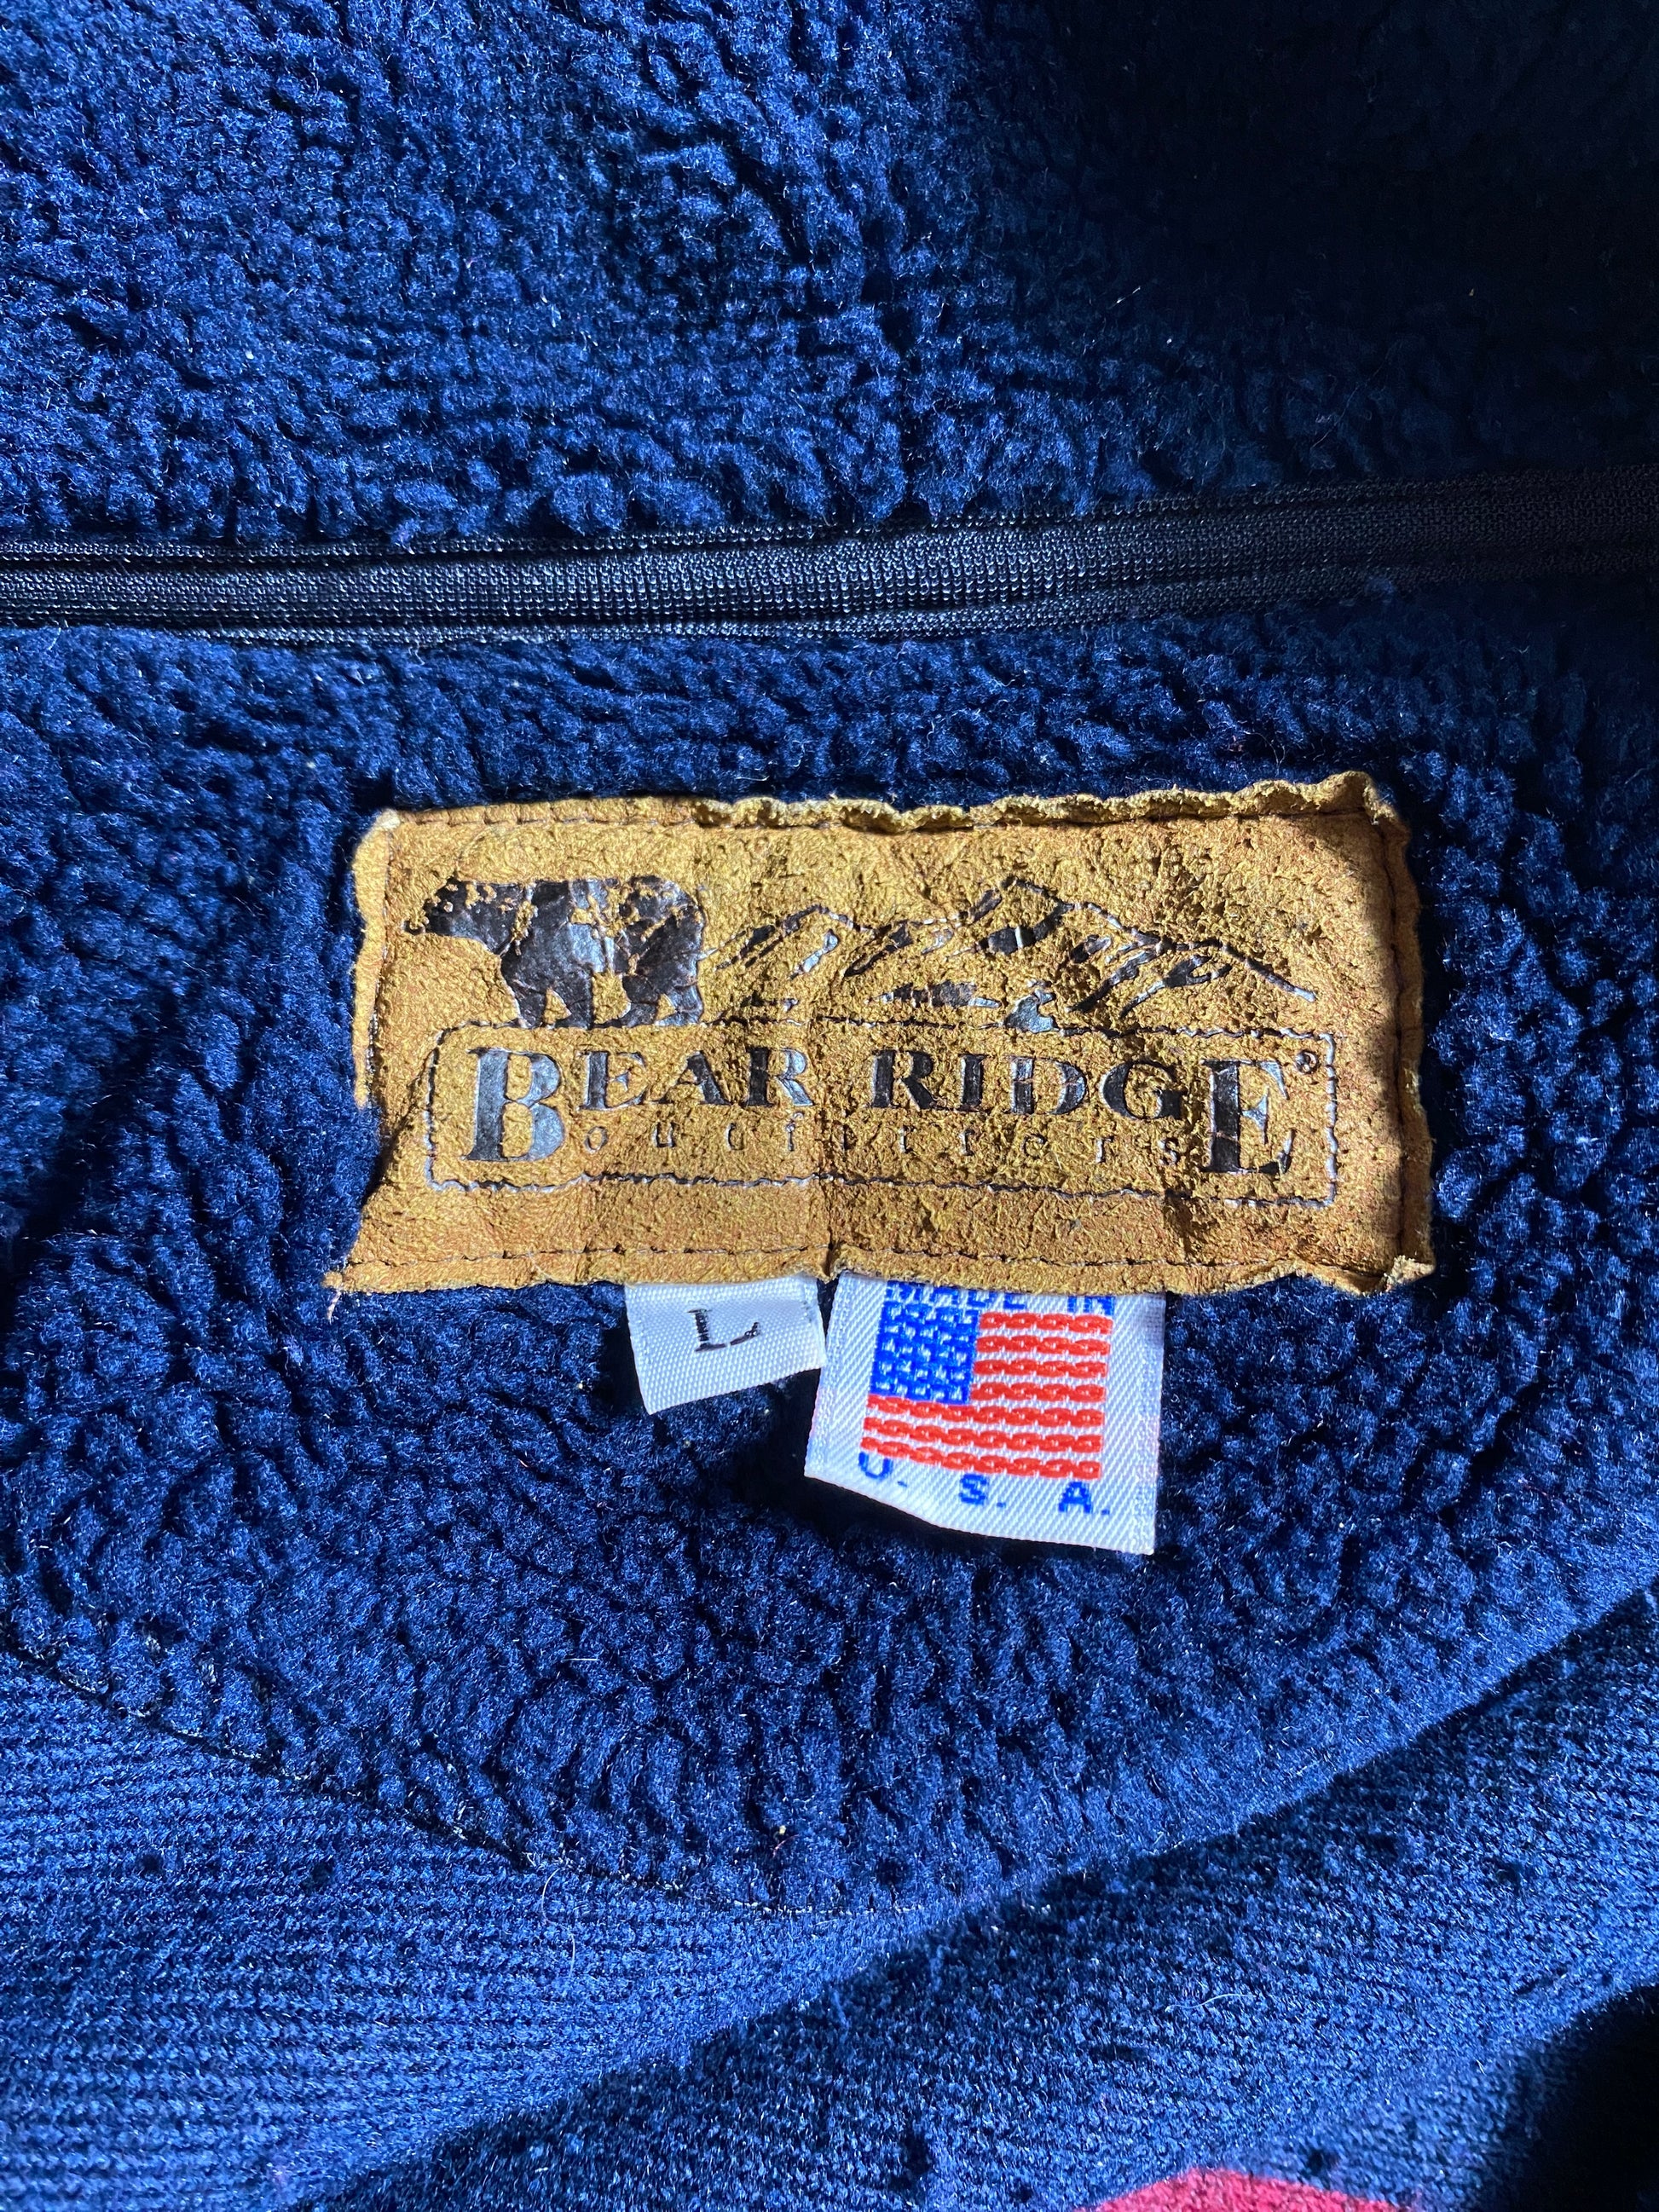 BEAR RIDGE®
outfitters
L
MADE IN
U. S. A.